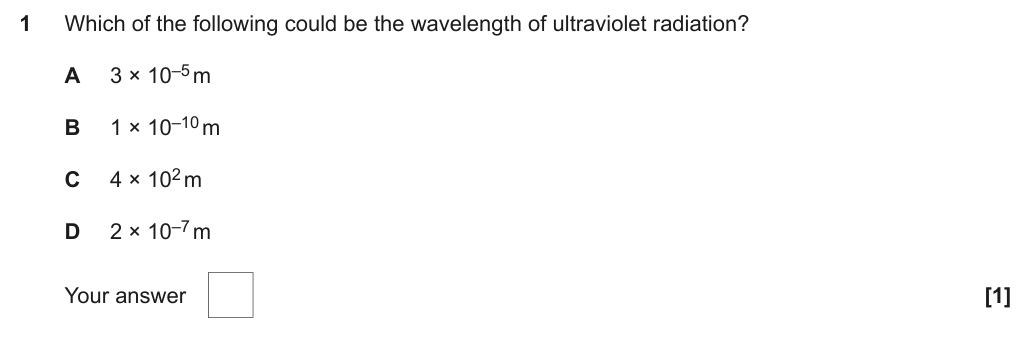 1 Which of the following could be the wavelength of ultraviolet radiation?
A 3 × 10⁻⁵ m
B 1 × 10⁻¹⁰ m
C 4 × 10² m
D 2 × 10⁻⁷ m
Your answer [1]